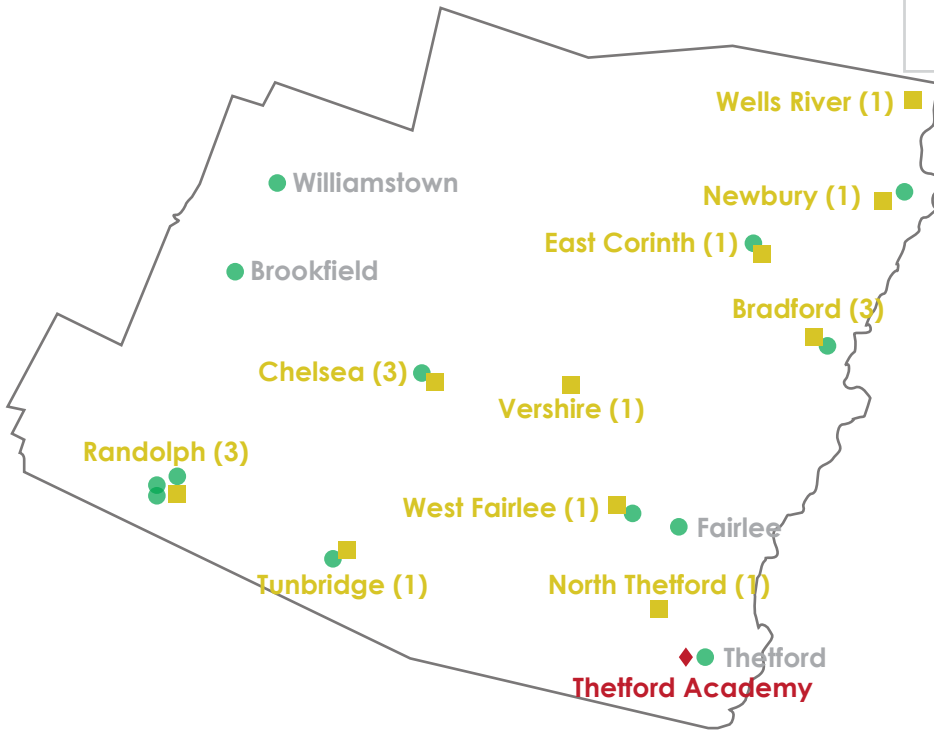 Wells River (1)
Williamstown
Newbury (1)
East Corinth (1)
Brookfield
Bradford (3)
Chelsea (3)
Vershire (1)
Randolph (3)
West Fairlee (1)
Fairlee
Tunbridge (1)
North Thetford (1)
Thetford
Thetford Academy